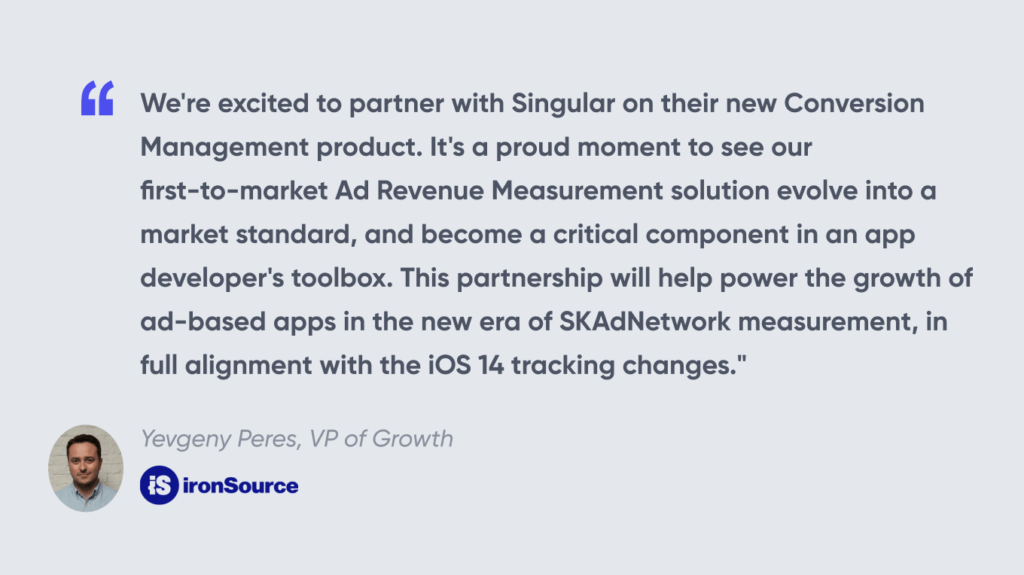 “
We're excited to partner with Singular on their new Conversion
Management product. It's a proud moment to see our
first-to-market Ad Revenue Measurement solution evolve into a
market standard, and become a critical component in an app
developer's toolbox. This partnership will help power the growth of
ad-based apps in the new era of SKAdNetwork measurement, in
full alignment with the iOS 14 tracking changes."
Yevgeny Peres, VP of Growth
iS ironSource